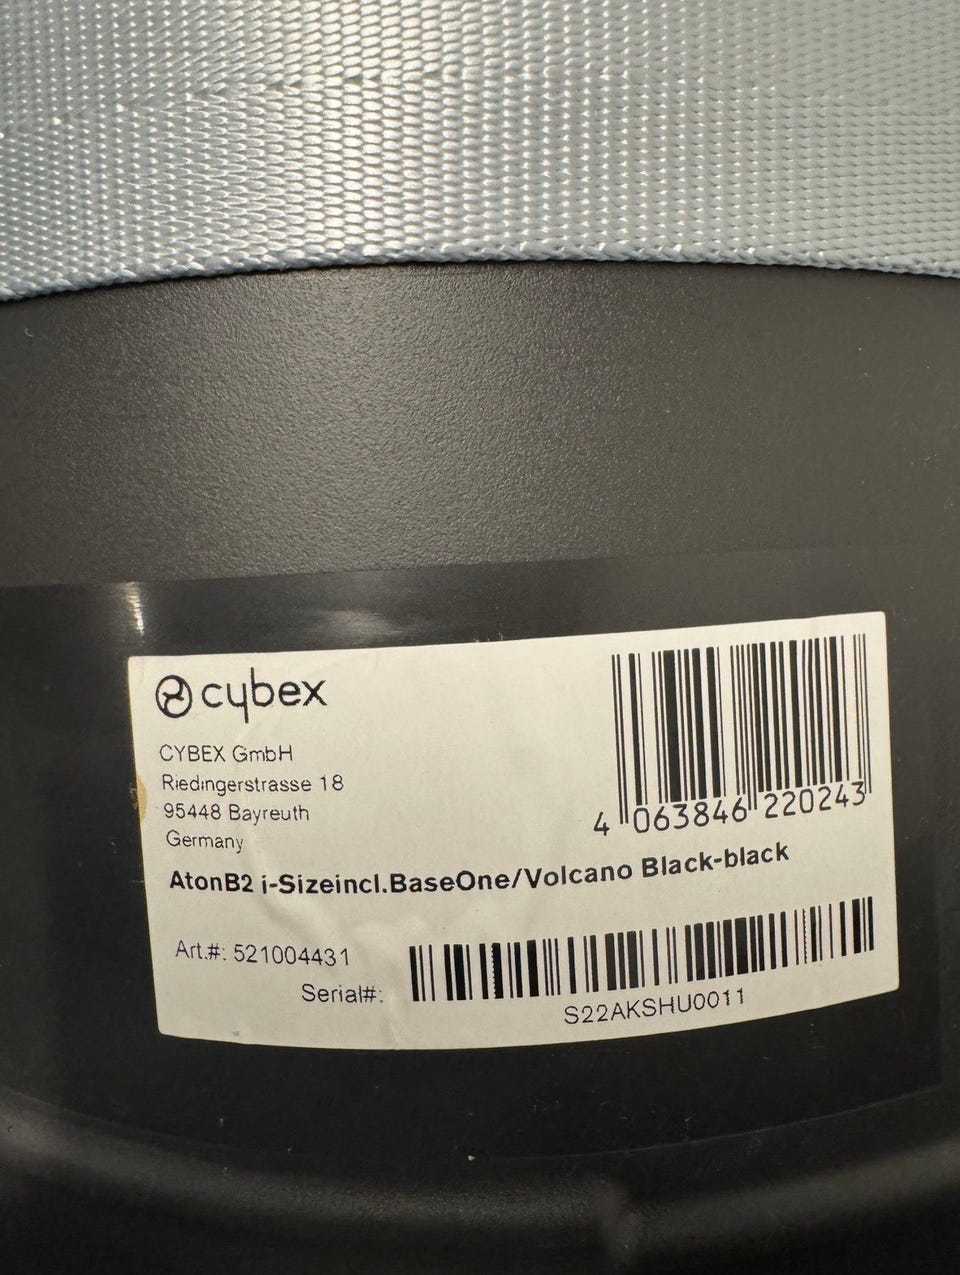 cybex
CYBEX GmbH
Riedingerstrasse 18
95448 Bayreuth
Germany
4 063846 220243
AtonB2 i-Sizeincl.BaseOne/Volcano Black-black
Art.#: 521004431
Serial#:
S22AKSHU0011